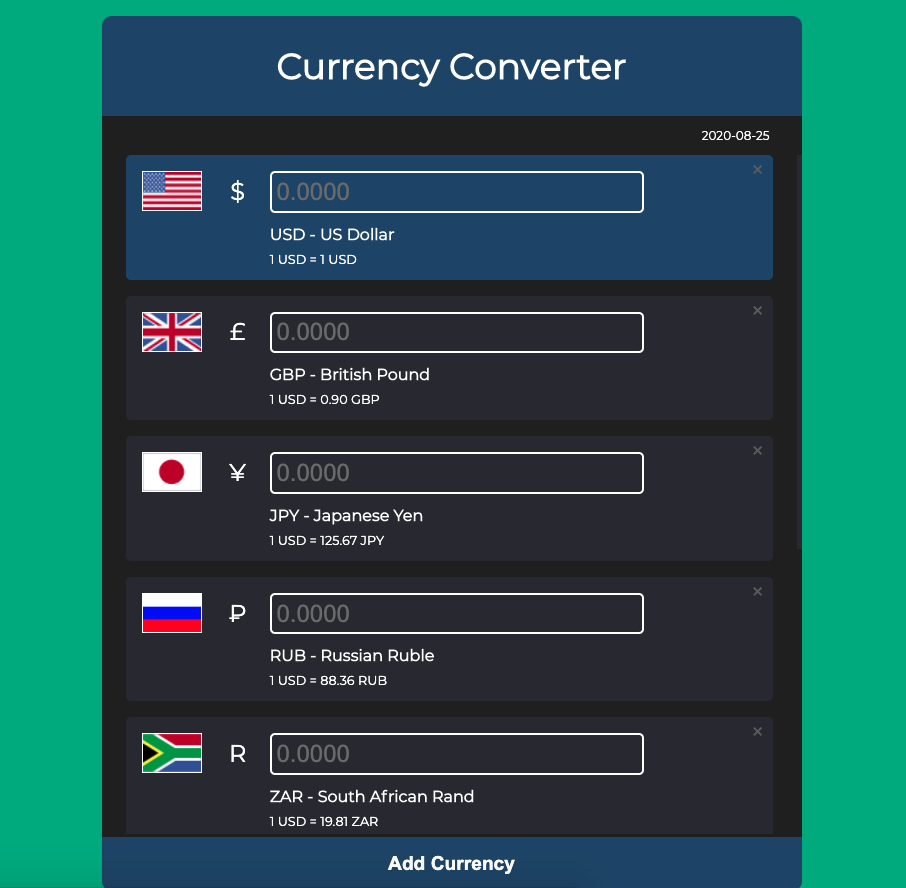 Currency Converter
2020-08-25
×
$ 0.0000
USD - US Dollar
1 USD = 1 USD
×
£ 0.0000
GBP - British Pound
1 USD = 0.90 GBP
×
¥ 0.0000
JPY - Japanese Yen
1 USD = 125.67 JPY
×
₽ 0.0000
RUB - Russian Ruble
1 USD = 88.36 RUB
×
R 0.0000
ZAR - South African Rand
1 USD = 19.81 ZAR
Add Currency